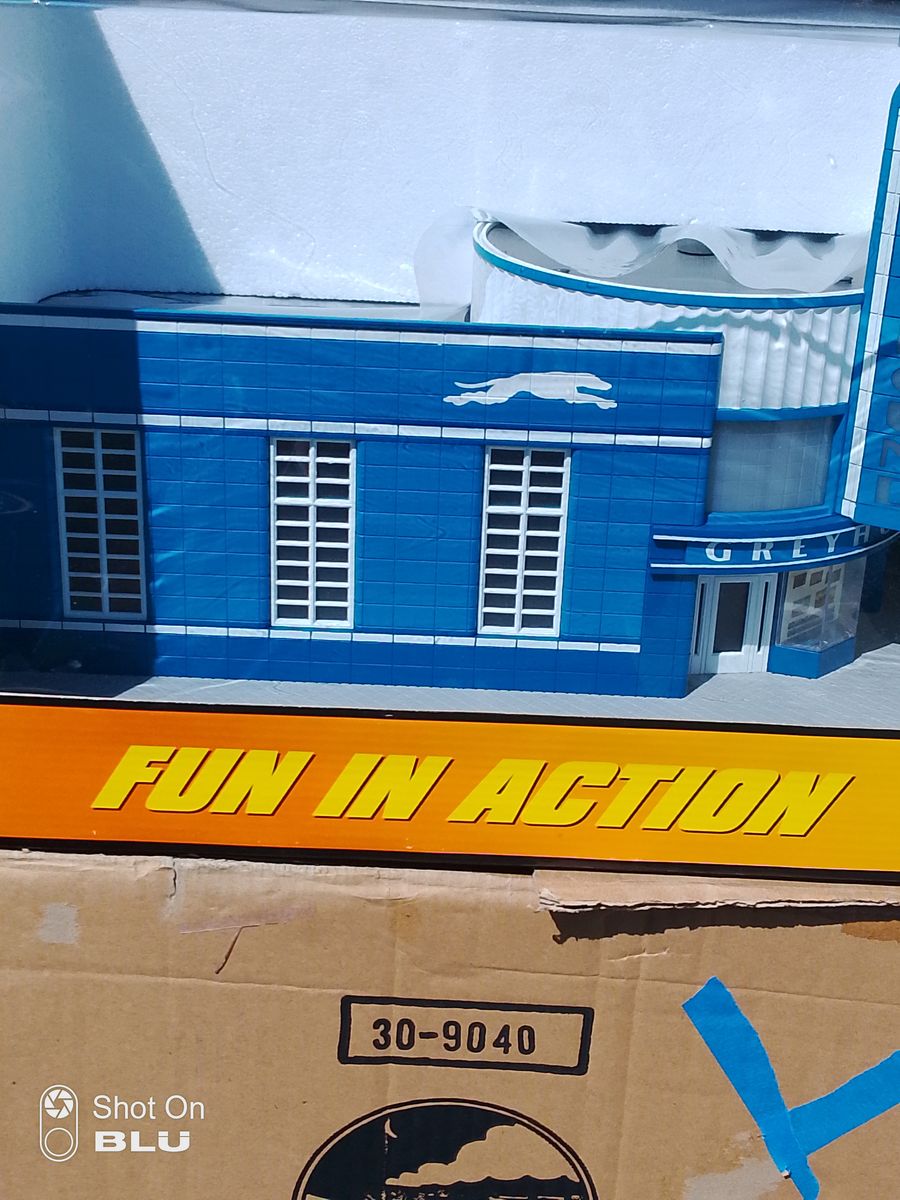 GREYH
FUN IN ACTION
30-9040
Shot On
BLU